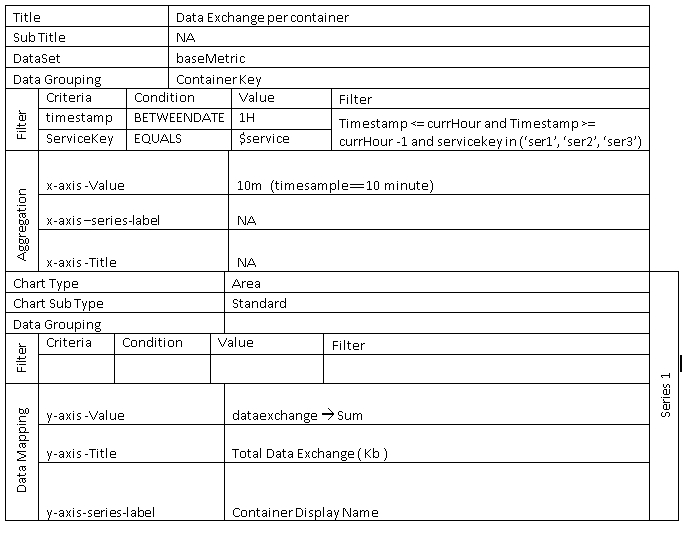 Title Data Exchange per container
Sub Title NA
DataSet baseMetric
Data Grouping Container Key
Filter
Criteria Condition Value Filter
timestamp BETWEENDATE 1H
ServiceKey EQUALS $service
Timestamp <= currHour and Timestamp >=
currHour -1 and servicekey in (‘ser1’, ‘ser2’, ‘ser3’)
Aggregation
x-axis -Value 10m (timesample==10 minute)
x-axis –series-label NA
x-axis -Title NA
Series 1
Chart Type Area
Chart Sub Type Standard
Data Grouping
Filter
Criteria Condition Value Filter
Data Mapping
y-axis -Value dataexchange → Sum
y-axis -Title Total Data Exchange ( Kb )
y-axis-series-label Container Display Name